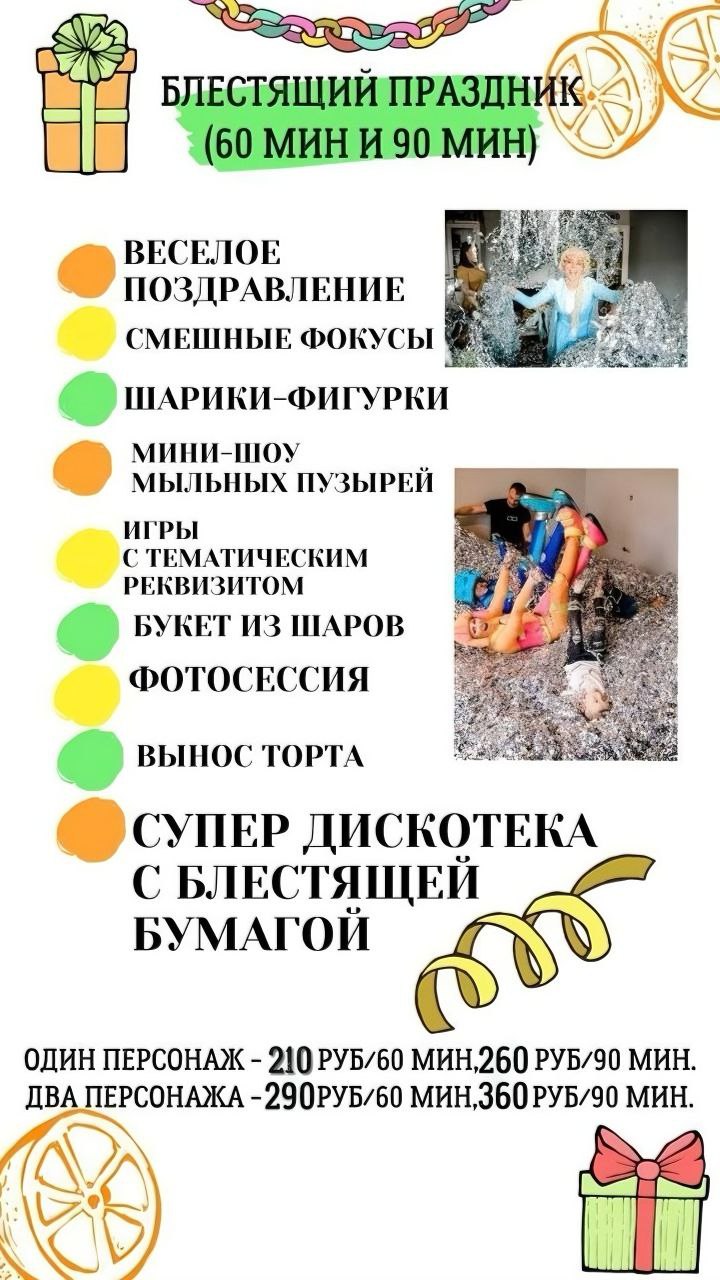 БЛЕСТЯЩИЙ ПРАЗДНИК
(60 МИН И 90 МИН)
ВЕСЕЛОЕ
ПОЗДРАВЛЕНИЕ
СМЕШНЫЕ ФОКУСЫ
ШАРИКИ-ФИГУРКИ
МИНИ-ШОУ
МЫЛЬНЫХ ПУЗЫРЕЙ
ИГРЫ
С ТЕМАТИЧЕСКИМ
РЕКВИЗИТОМ
БУКЕТ ИЗ ШАРОВ
ФОТОСЕССИЯ
ВЫНОС ТОРТА
СУПЕР ДИСКОТЕКА
С БЛЕСТЯЩЕЙ
БУМАГОЙ
ОДИН ПЕРСОНАЖ - 210 РУБ/60 МИН,260 РУБ/90 МИН.
ДВА ПЕРСОНАЖА -290РУБ/60 МИН,360РУБ/90 МИН.